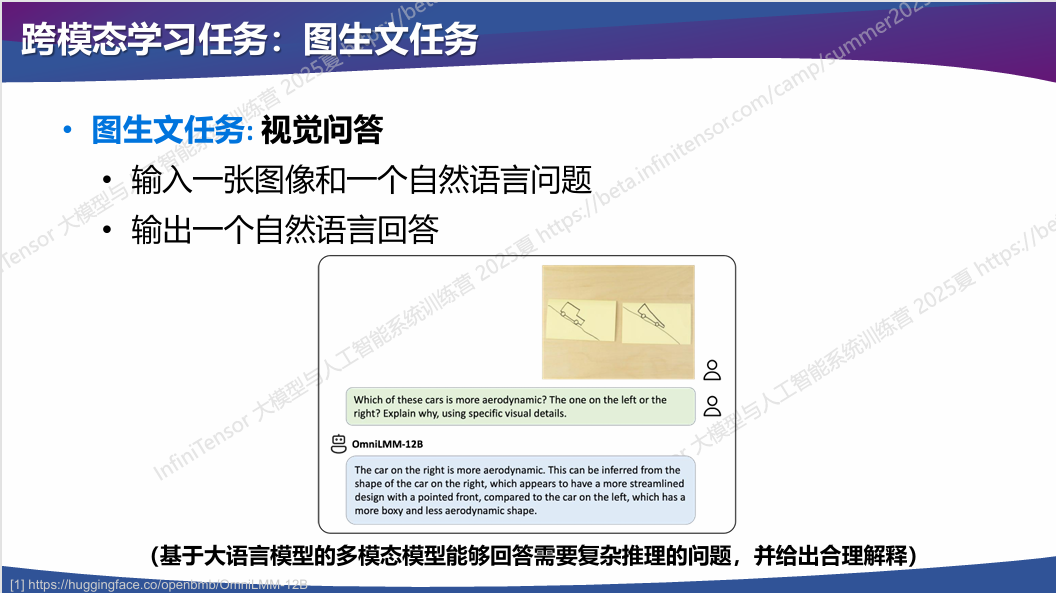 跨模态学习任务：图生文任务
• 图生文任务: 视觉问答
• 输入一张图像和一个自然语言问题
• 输出一个自然语言回答
Which of these cars is more aerodynamic? The one on the left or the
right? Explain why, using specific visual details.
OmniLMM-12B
The car on the right is more aerodynamic. This can be inferred from the
shape of the car on the right, which appears to have a more streamlined
design with a pointed front, compared to the car on the left, which has a
more boxy and less aerodynamic shape.
（基于大语言模型的多模态模型能够回答需要复杂推理的问题，并给出合理解释）
[1] https://huggingface.co/openbmb/OmniLMM-12B
InfiniTensor 大模型与人工智能系统训练营 2025夏 https://beta.infinitensor.com/camp/summer2025